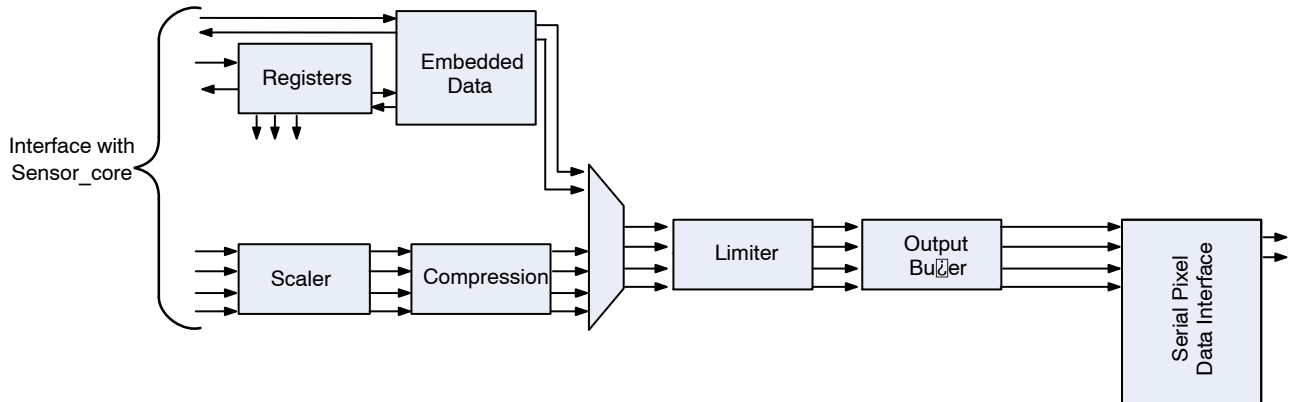 Embedded
Data
Registers
Interface with
Sensor_core
Scaler
Compression
Limiter
Output
Serial Pixel
Data Interface